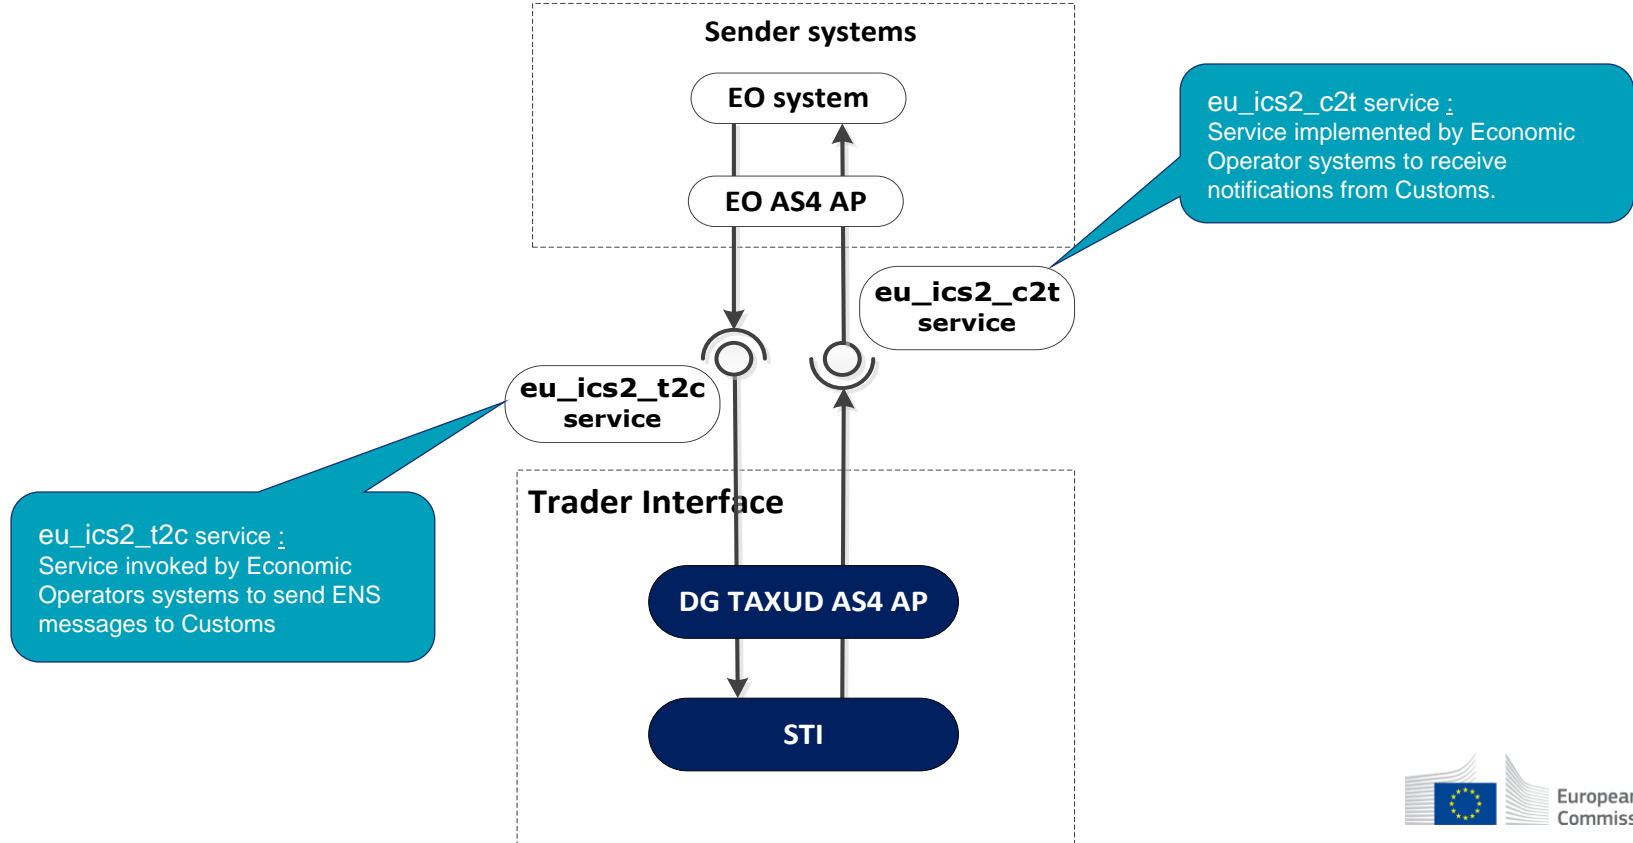 Sender systems
EO system
EO AS4 AP
eu_ics2_c2t service :
Service implemented by Economic
Operator systems to receive
notifications from Customs.
eu_ics2_c2t
service
eu_ics2_t2c
service
eu_ics2_t2c service :
Service invoked by Economic
Operators systems to send ENS
messages to Customs
Trader Interface
DG TAXUD AS4 AP
STI
European
Commiss